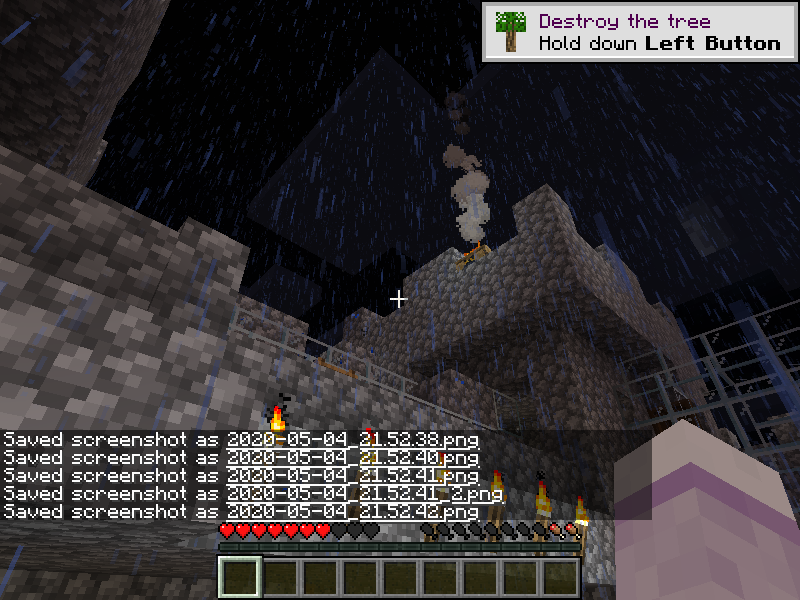 Destroy the tree
Hold down Left Button
Saved screenshot as 2020-05-04_21.52.38.png
Saved screenshot as 2020-05-04_21.52.40.png
Saved screenshot as 2020-05-04_21.52.41.png
Saved screenshot as 2020-05-04_21.52.41_2.png
Saved screenshot as 2020-05-04_21.52.42.png